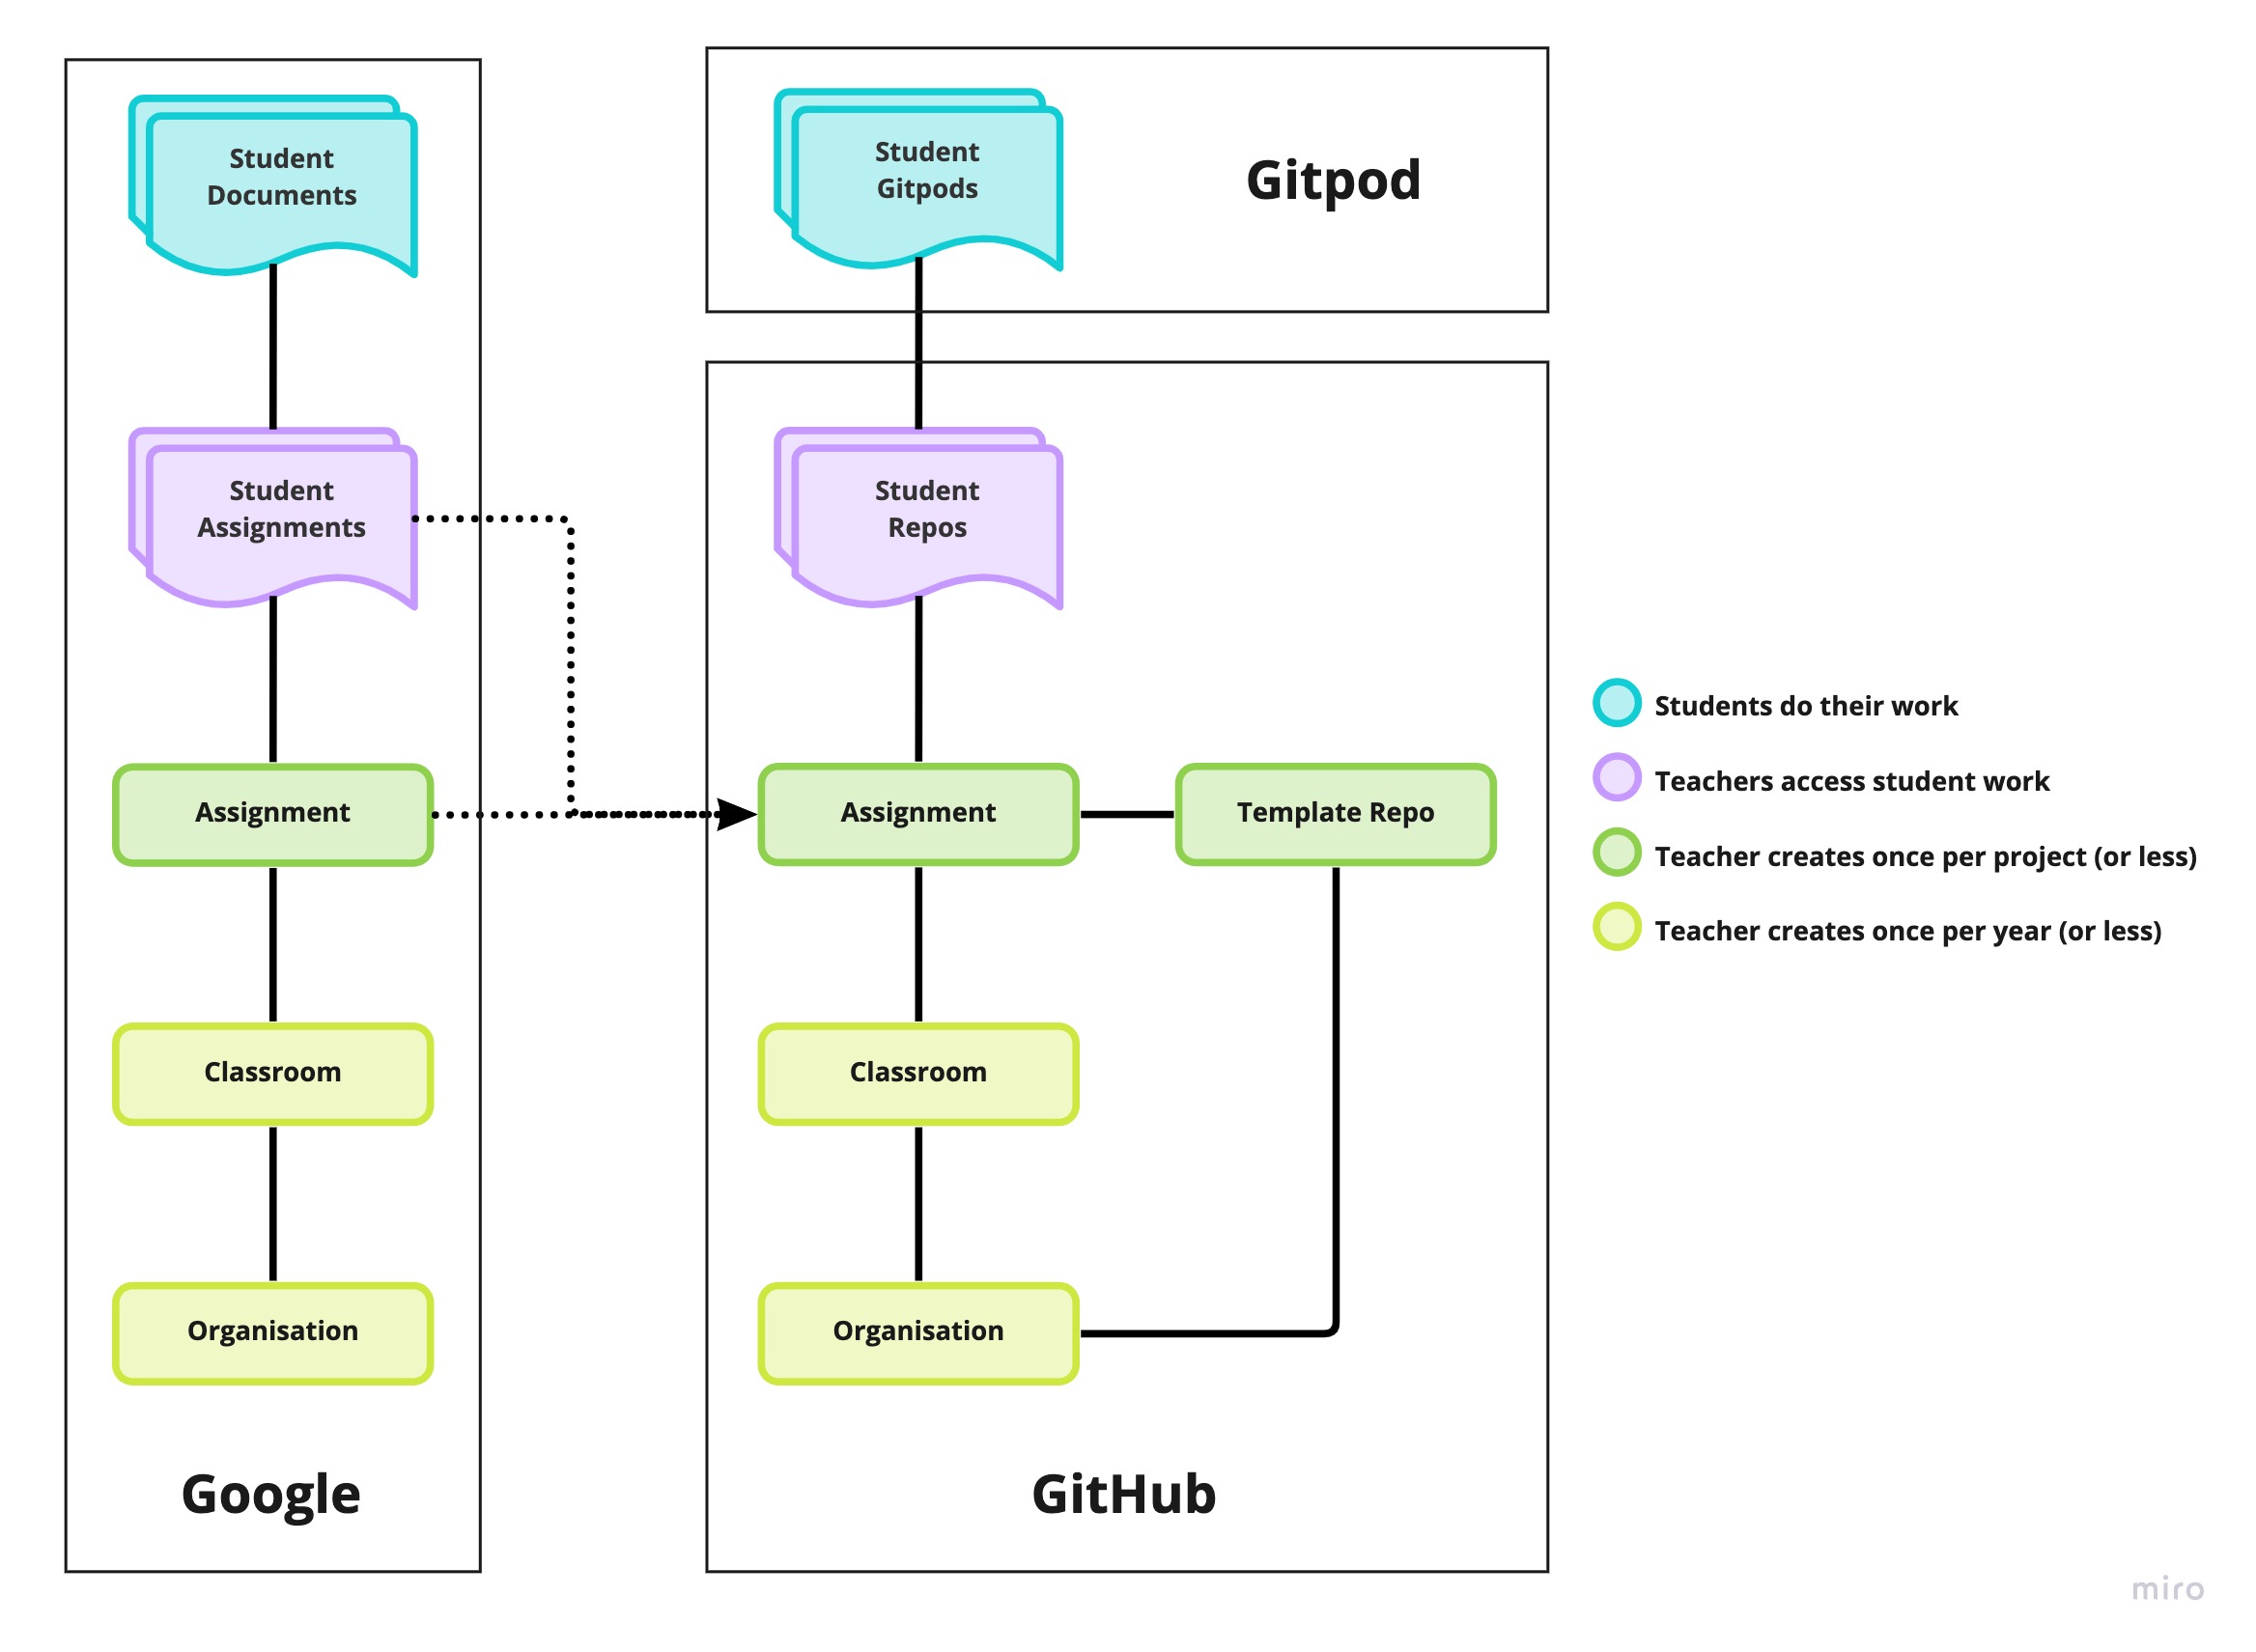 Student
Documents
Student
Assignments
Assignment
Classroom
Organisation
Google
Student
Gitpods
Gitpod
Student
Repos
Assignment
Template Repo
Classroom
Organisation
GitHub
Students do their work
Teachers access student work
Teacher creates once per project (or less)
Teacher creates once per year (or less)
miro